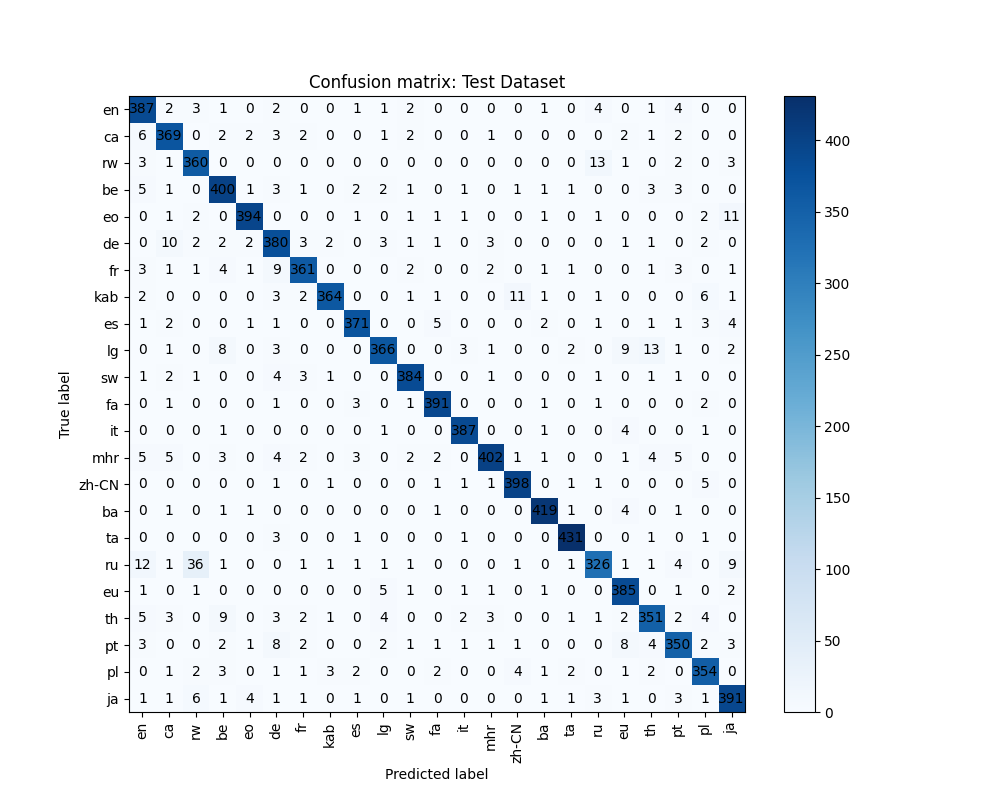 Confusion matrix: Test Dataset
True label
en 387 2 3 1 0 2 0 0 1 1 2 0 0 0 0 1 0 4 0 1 4 0 0
ca 6 369 0 2 2 3 2 0 0 1 2 0 0 1 0 0 0 0 2 1 2 0 0
rw 3 1 360 0 0 0 0 0 0 0 0 0 0 0 0 0 0 13 1 0 2 0 3
be 5 1 0 400 1 3 1 0 2 2 1 0 1 0 1 1 1 0 0 3 3 0 0
eo 0 1 2 0 394 0 0 0 1 0 1 1 1 0 0 1 0 1 0 0 0 2 11
de 0 10 2 2 2 380 3 2 0 3 1 1 0 3 0 0 0 0 1 1 0 2 0
fr 3 1 1 4 1 9 361 0 0 0 2 0 0 2 0 1 1 0 0 1 3 0 1
kab 2 0 0 0 0 3 2 364 0 0 1 1 0 0 11 1 0 1 0 0 0 6 1
es 1 2 0 0 1 1 0 0 371 0 0 5 0 0 0 2 0 1 0 1 1 3 4
lg 0 1 0 8 0 3 0 0 0 366 0 0 3 1 0 0 2 0 9 13 1 0 2
sw 1 2 1 0 0 4 3 1 0 0 384 0 0 1 0 0 0 1 0 1 1 0 0
fa 0 1 0 0 0 1 0 0 3 0 1 391 0 0 0 1 0 1 0 0 0 2 0
it 0 0 0 1 0 0 0 0 0 1 0 0 387 0 0 1 0 0 4 0 0 1 0
mhr 5 5 0 3 0 4 2 0 3 0 2 2 0 402 1 1 0 0 1 4 5 0 0
zh-CN 0 0 0 0 0 1 0 1 0 0 0 1 1 1 398 0 1 1 0 0 0 5 0
ba 0 1 0 1 1 0 0 0 0 0 0 1 0 0 0 419 1 0 4 0 1 0 0
ta 0 0 0 0 0 3 0 0 1 0 0 0 1 0 0 0 431 0 0 1 0 1 0
ru 12 1 36 1 0 0 1 1 1 1 0 0 0 0 1 0 1 326 1 1 4 0 9
eu 1 0 1 0 0 0 0 0 0 5 1 0 1 1 0 1 0 0 385 0 1 0 2
th 5 3 0 9 0 3 2 1 0 4 0 0 2 3 0 0 1 1 2 351 2 4 0
pt 3 0 0 2 1 8 2 0 0 2 1 1 1 1 1 0 0 0 8 4 350 2 3
pl 0 1 2 3 0 1 1 3 2 0 0 2 0 0 4 1 2 0 1 2 0 354 0
ja 1 1 6 1 4 1 1 0 1 0 0 1 0 0 0 1 1 3 1 0 3 1 391
en ca rw be eo de fr kab es lg sw fa it mhr zh-CN ba ta ru eu th pt pl ja
Predicted label
400
350
300
250
200
150
100
50
0